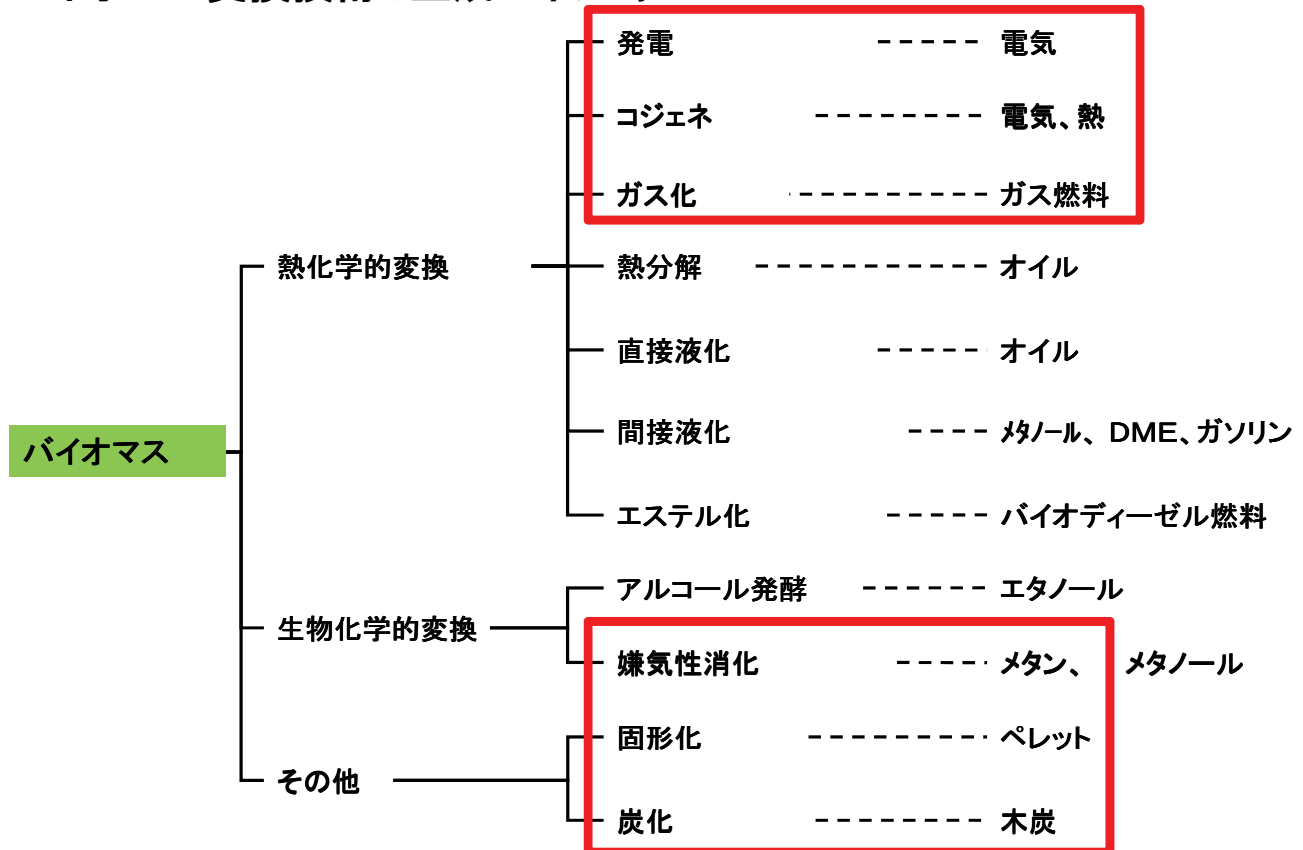 発電 ----- 電気
コジェネ -------- 電気、熱
ガス化 ---------- ガス燃料
熱化学的変換 熱分解 ----------- オイル
直接液化 ----- オイル
バイオマス 間接液化 ---- メタノール、DME、ガソリン
エステル化 ----- バイオディーゼル燃料
アルコール発酵 ------ エタノール
生物化学的変換
嫌気性消化 ----- メタン、 メタノール
固形化 --------- ペレット
その他
炭化 -------- 木炭